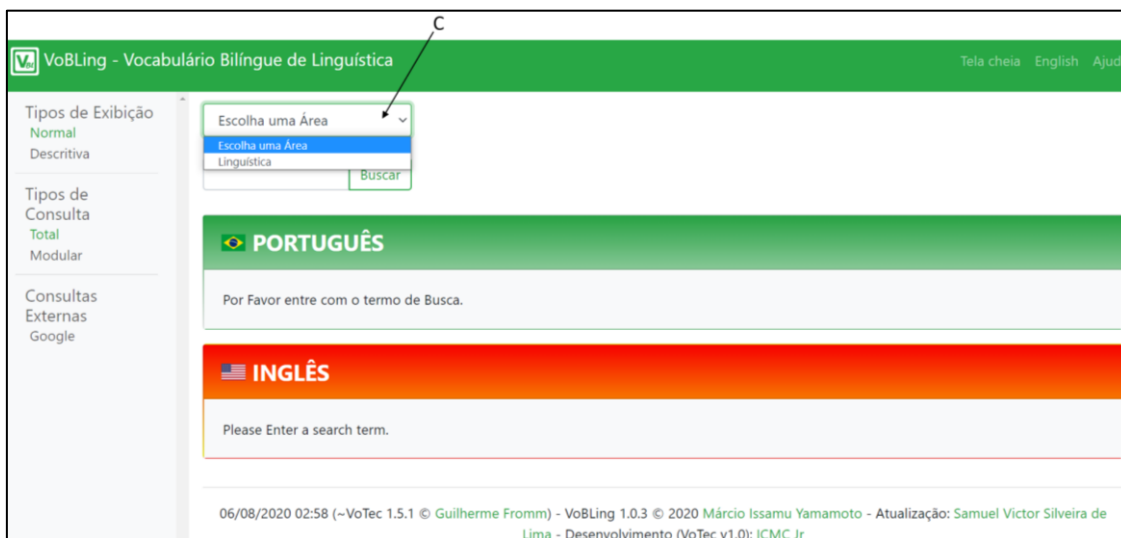 C
VoBLing - Vocabulário Bilíngue de Linguística
Tela cheia English Ajud
Tipos de Exibição
Normal
Descritiva
Tipos de
Consulta
Total
Modular
Consultas
Externas
Google
Escolha uma Área
Escolha uma Área
Linguística
Buscar
PORTUGUÊS
Por Favor entre com o termo de Busca.
INGLÊS
Please Enter a search term.
06/08/2020 02:58 (~VoTec 1.5.1 © Guilherme Fromm) - VoBLing 1.0.3 © 2020 Márcio Issamu Yamamoto - Atualização: Samuel Victor Silveira de
Lima - Desenvolvimento (VoTec v1.0): ICMC Jr